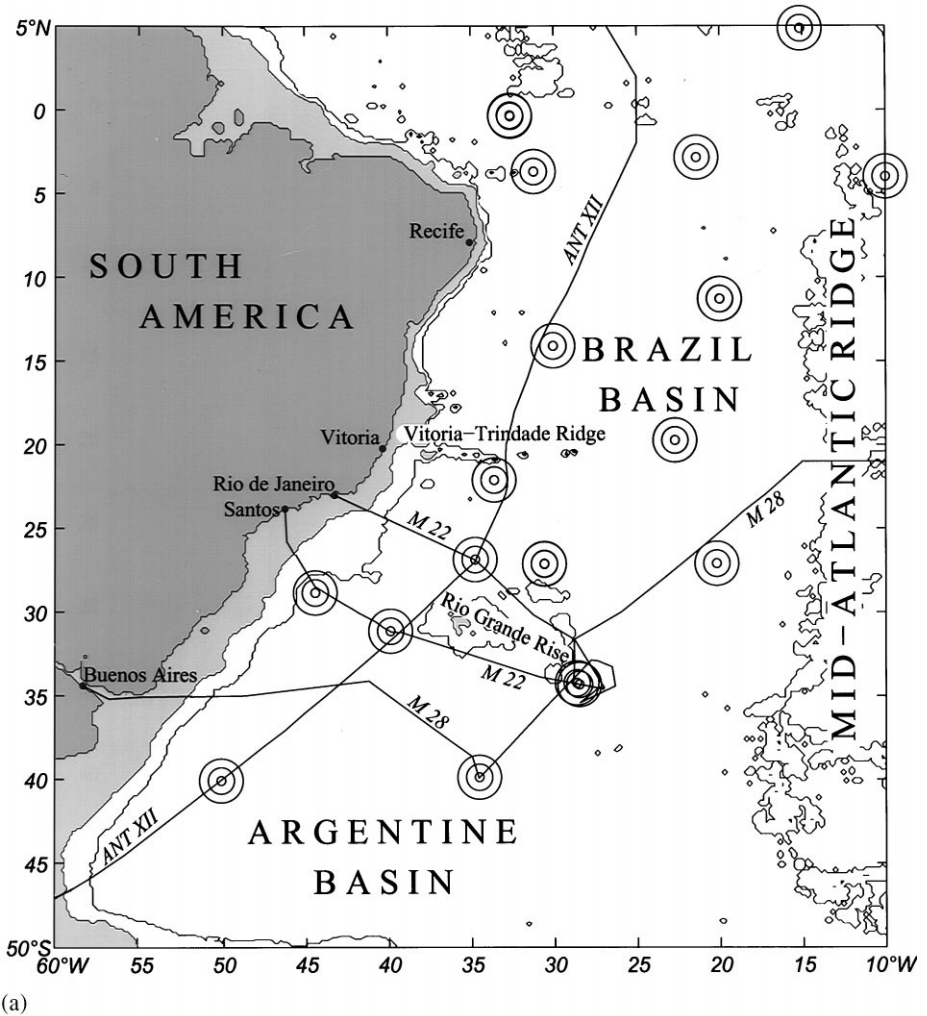 5°N
0
5
10
15
20
25
30
35
40
45
50°S
60°W
55
50
45
40
35
30
25
20
15
10°W
SOUTH
AMERICA
Recife
ANT XII
BRAZIL
BASIN
MID−ATLANTIC RIDGE
Vitoria
Vitoria−Trindade Ridge
Rio de Janeiro
Santos
M 22
M 28
Rio Grande Rise
M 22
Buenos Aires
M 28
ANT XII
ARGENTINE
BASIN
(a)